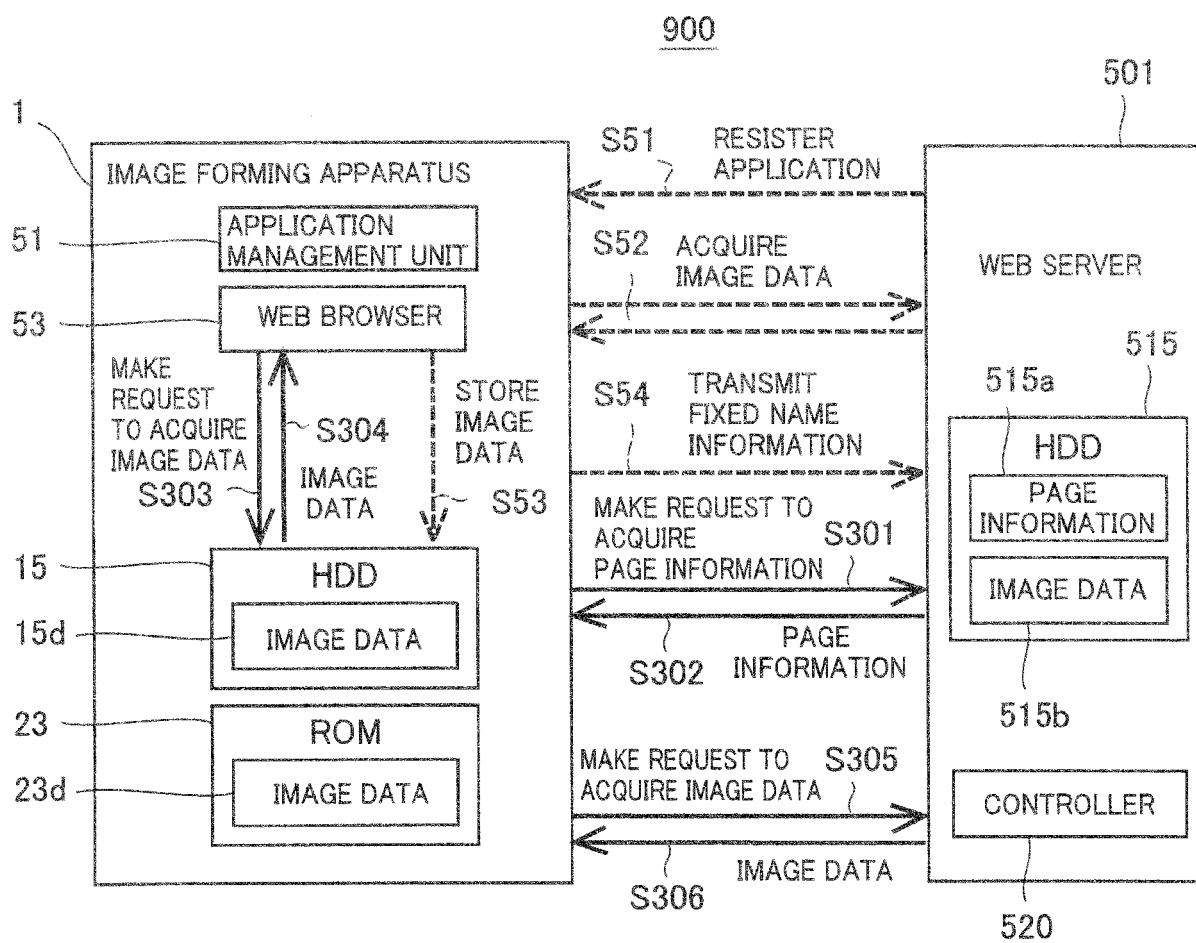 900
501
1
IMAGE FORMING APPARATUS
51
APPLICATION
MANAGEMENT UNIT
53
WEB BROWSER
MAKE
REQUEST
TO ACQUIRE
IMAGE DATA
S303
S304
IMAGE
DATA
STORE
IMAGE
DATA
S53
15
HDD
15d
IMAGE DATA
23
ROM
23d
IMAGE DATA
S51
RESISTER
APPLICATION
S52
ACQUIRE
IMAGE DATA
S54
TRANSMIT
FIXED NAME
INFORMATION
MAKE REQUEST TO
ACQUIRE
PAGE INFORMATION
S301
S302
PAGE
INFORMATION
MAKE REQUEST TO
ACQUIRE IMAGE DATA
S305
S306
IMAGE DATA
WEB SERVER
515
515a
HDD
PAGE
INFORMATION
IMAGE DATA
515b
CONTROLLER
520